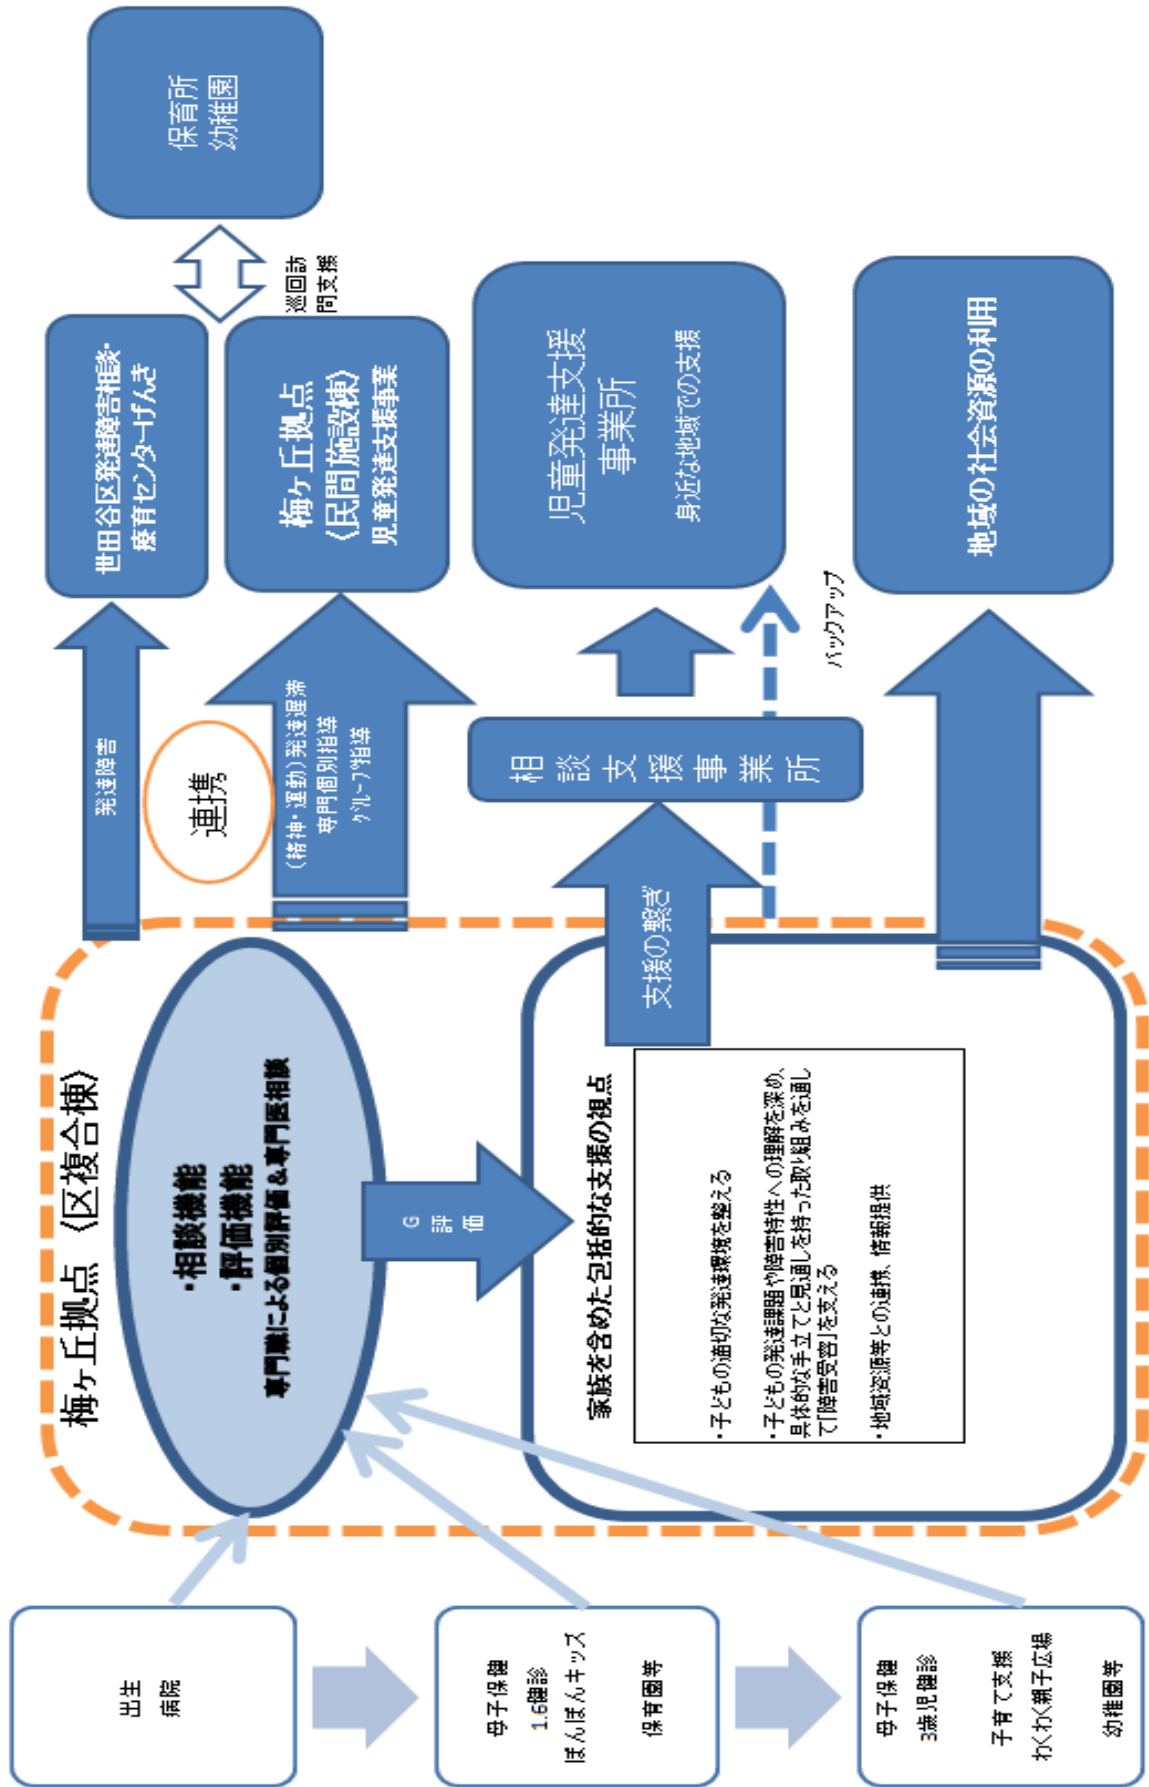 梅ヶ丘拠点〈区複合棟〉
出生
病院
母子保健
1.6健診
ぽんぽんキッズ
保育園等
母子保健
3歳児健診
子育て支援
わくわく親子広場
幼稚園等
・相談機能
・評価機能
専門職による個別評価&専門医相談
G
評
価
家族を含めた包括的な支援の視点
・子どもの適切な発達環境を整える
・子どもの発達課題や障害特性への理解を深め、
具体的な手立てと見通しを持った取り組みを通し
て「障害受容」を支える
・地域資源等との連携、情報提供
発達障害
連携
(精神・運動)発達遅滞
専門個別指導
グループ指導
支援の繋ぎ
相談支援事業所
バックアップ
世田谷区発達障害相談・
療育センターげんき
梅ヶ丘拠点
〈民間施設棟〉
児童発達支援事業
巡回訪
問支援
保育所
幼稚園
児童発達支援
事業所
身近な地域での支援
地域の社会資源の利用